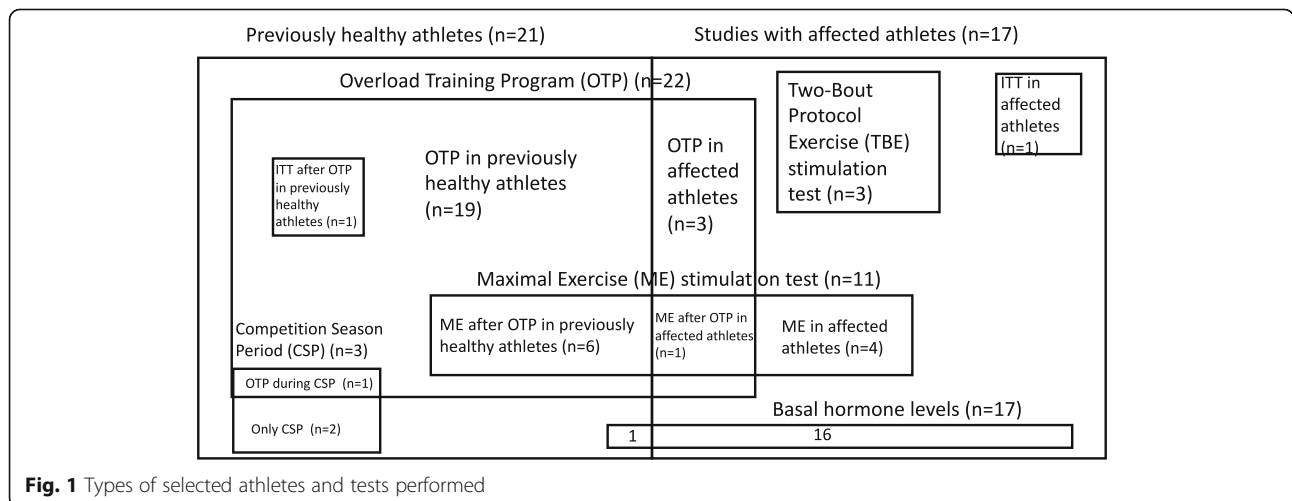 Previously healthy athletes (n=21)
Studies with affected athletes (n=17)
Overload Training Program (OTP) (n=22)
Two-Bout
Protocol
Exercise (TBE)
stimulation
test (n=3)
ITT in
affected
athletes
(n=1)
OTP in previously
healthy athletes
(n=19)
OTP in
affected
athletes
(n=3)
ITT after OTP
in previously
healthy
athletes (n=1)
Maximal Exercise (ME) stimulation test (n=11)
ME after OTP in previously
healthy athletes (n=6)
ME after OTP in
affected athletes
(n=1)
ME in affected
athletes (n=4)
Competition Season
Period (CSP) (n=3)
OTP during CSP (n=1)
Only CSP (n=2)
Basal hormone levels (n=17)
1
16
Fig. 1 Types of selected athletes and tests performed